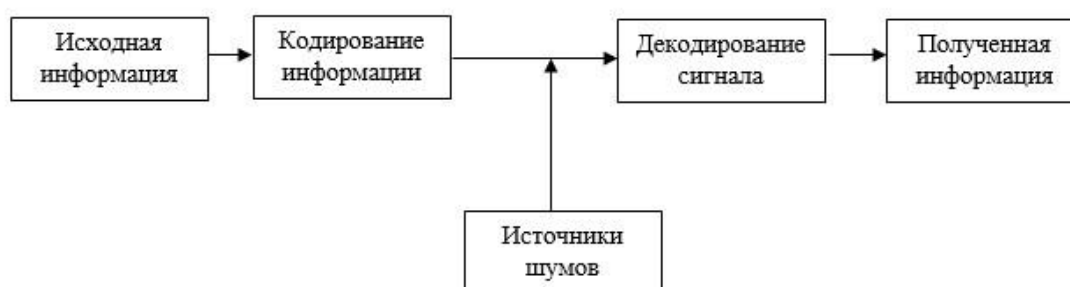 Исходная
информация
Кодирование
информации
Декодирование
сигнала
Полученная
информация
Источники
шумов